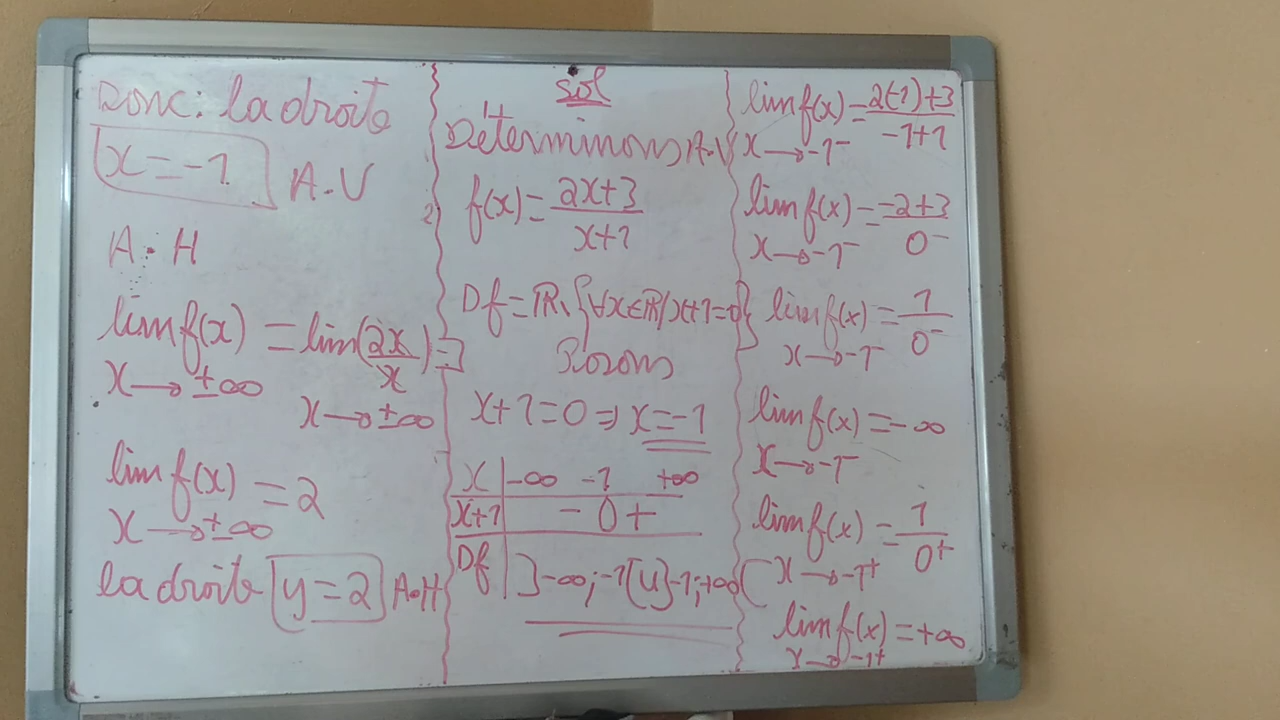 Donc: la droite
x=-1 A.V
A.H
lim f(x) = lim(2x/x) =>
x→±∞ x→±∞
lim f(x) = 2
x→±∞
la droite y=2 A.H
sol
Déterminons A.V
2) f(x)= 2x+3/x+1
Df=ℝ\{∀x∈ℝ/x+1=0}
Posons
x+1=0 ⇒ x=-1
x | -∞ -1 +∞
x+1 | - 0 +
Df | ]-∞;-1[∪]-1;+∞[
lim f(x) = 2(-1)+3/-1+1
x→-1⁻
lim f(x) = -2+3/0⁻
x→-1⁻
lim f(x) = 1/0⁻
x→-1⁻
lim f(x) = -∞
x→-1⁻
lim f(x) = 1/0⁺
x→-1⁺
lim f(x) = +∞
x→-1⁺